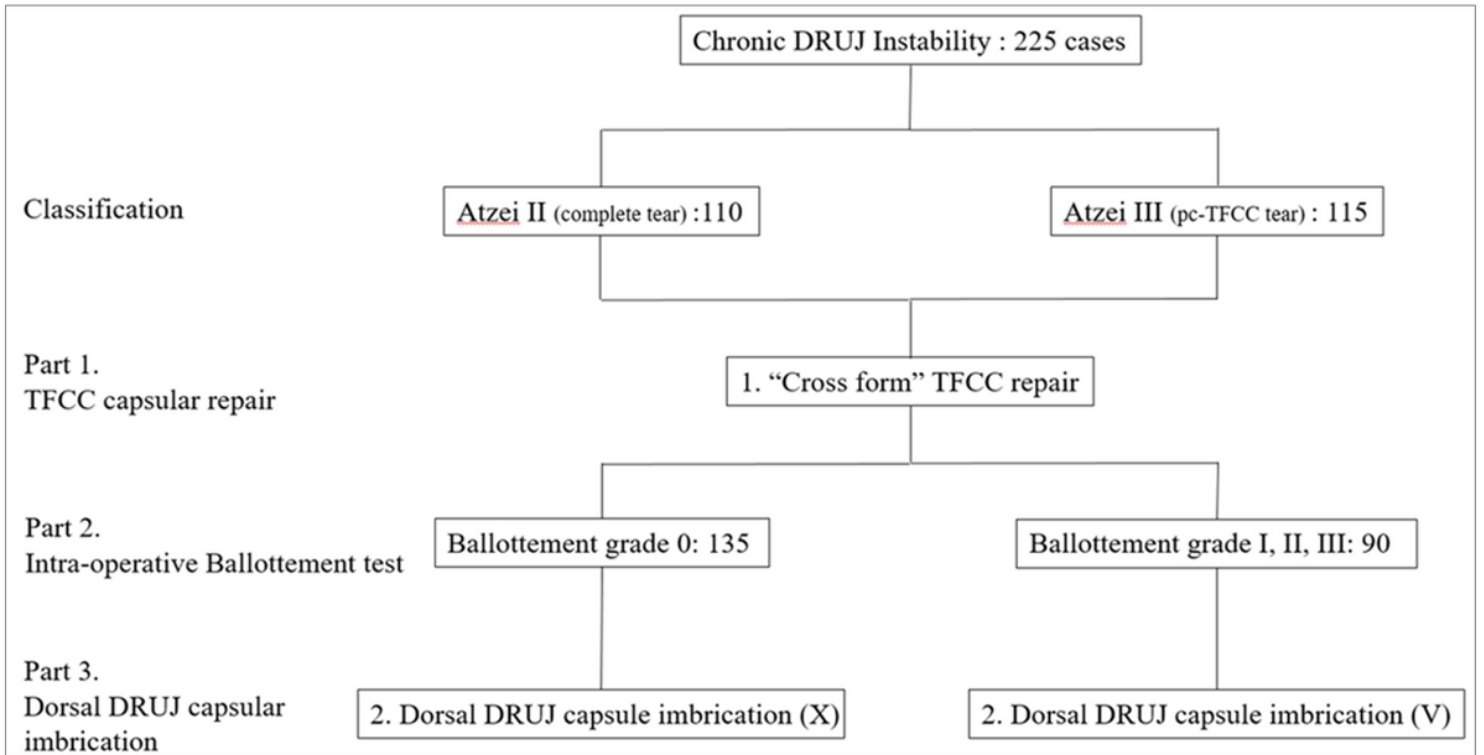 Chronic DRUJ Instability : 225 cases
Classification
Atzei II (complete tear) :110
Atzei III (pc-TFCC tear) : 115
Part 1.
TFCC capsular repair
1. “Cross form” TFCC repair
Part 2.
Intra-operative Ballottement test
Ballottement grade 0: 135
Ballottement grade I, II, III: 90
Part 3.
Dorsal DRUJ capsular
imbrication
2. Dorsal DRUJ capsule imbrication (X)
2. Dorsal DRUJ capsule imbrication (V)